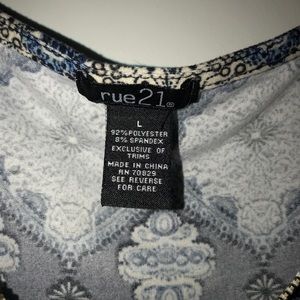 rue21®
L
92%POLYESTER
8% SPANDEX
EXCLUSIVE OF
TRIMS
MADE IN CHINA
RN 70829
SEE REVERSE
FOR CARE